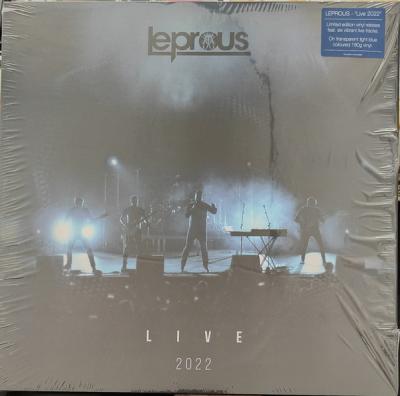 leprous
LEPROUS - "Live 2022"
Limited edition vinyl release
feat. six vibrant live tracks.
On transparent light blue
coloured 180g vinyl.
LIVE
2022